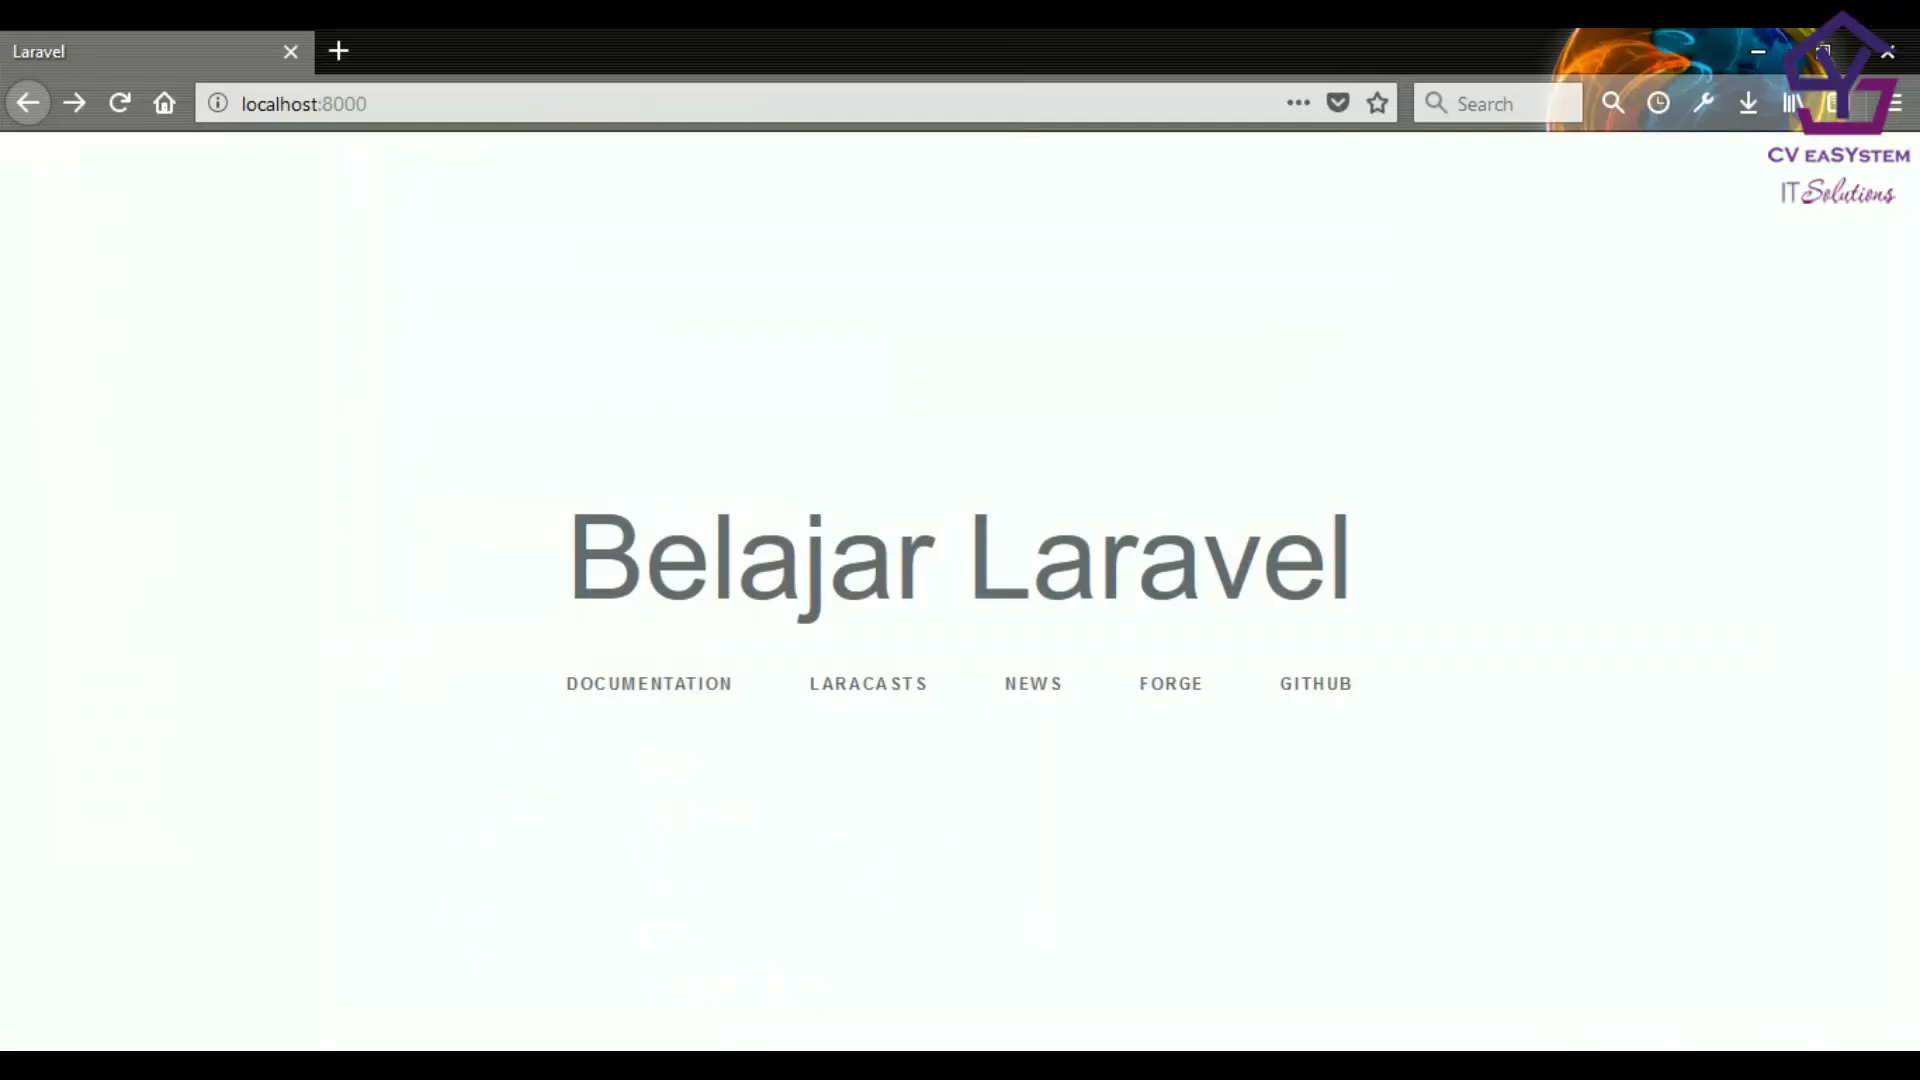 Laravel
localhost:8000
Search
CV EASYSTEM
IT Solutions
Belajar Laravel
DOCUMENTATION LARACASTS NEWS FORGE GITHUB